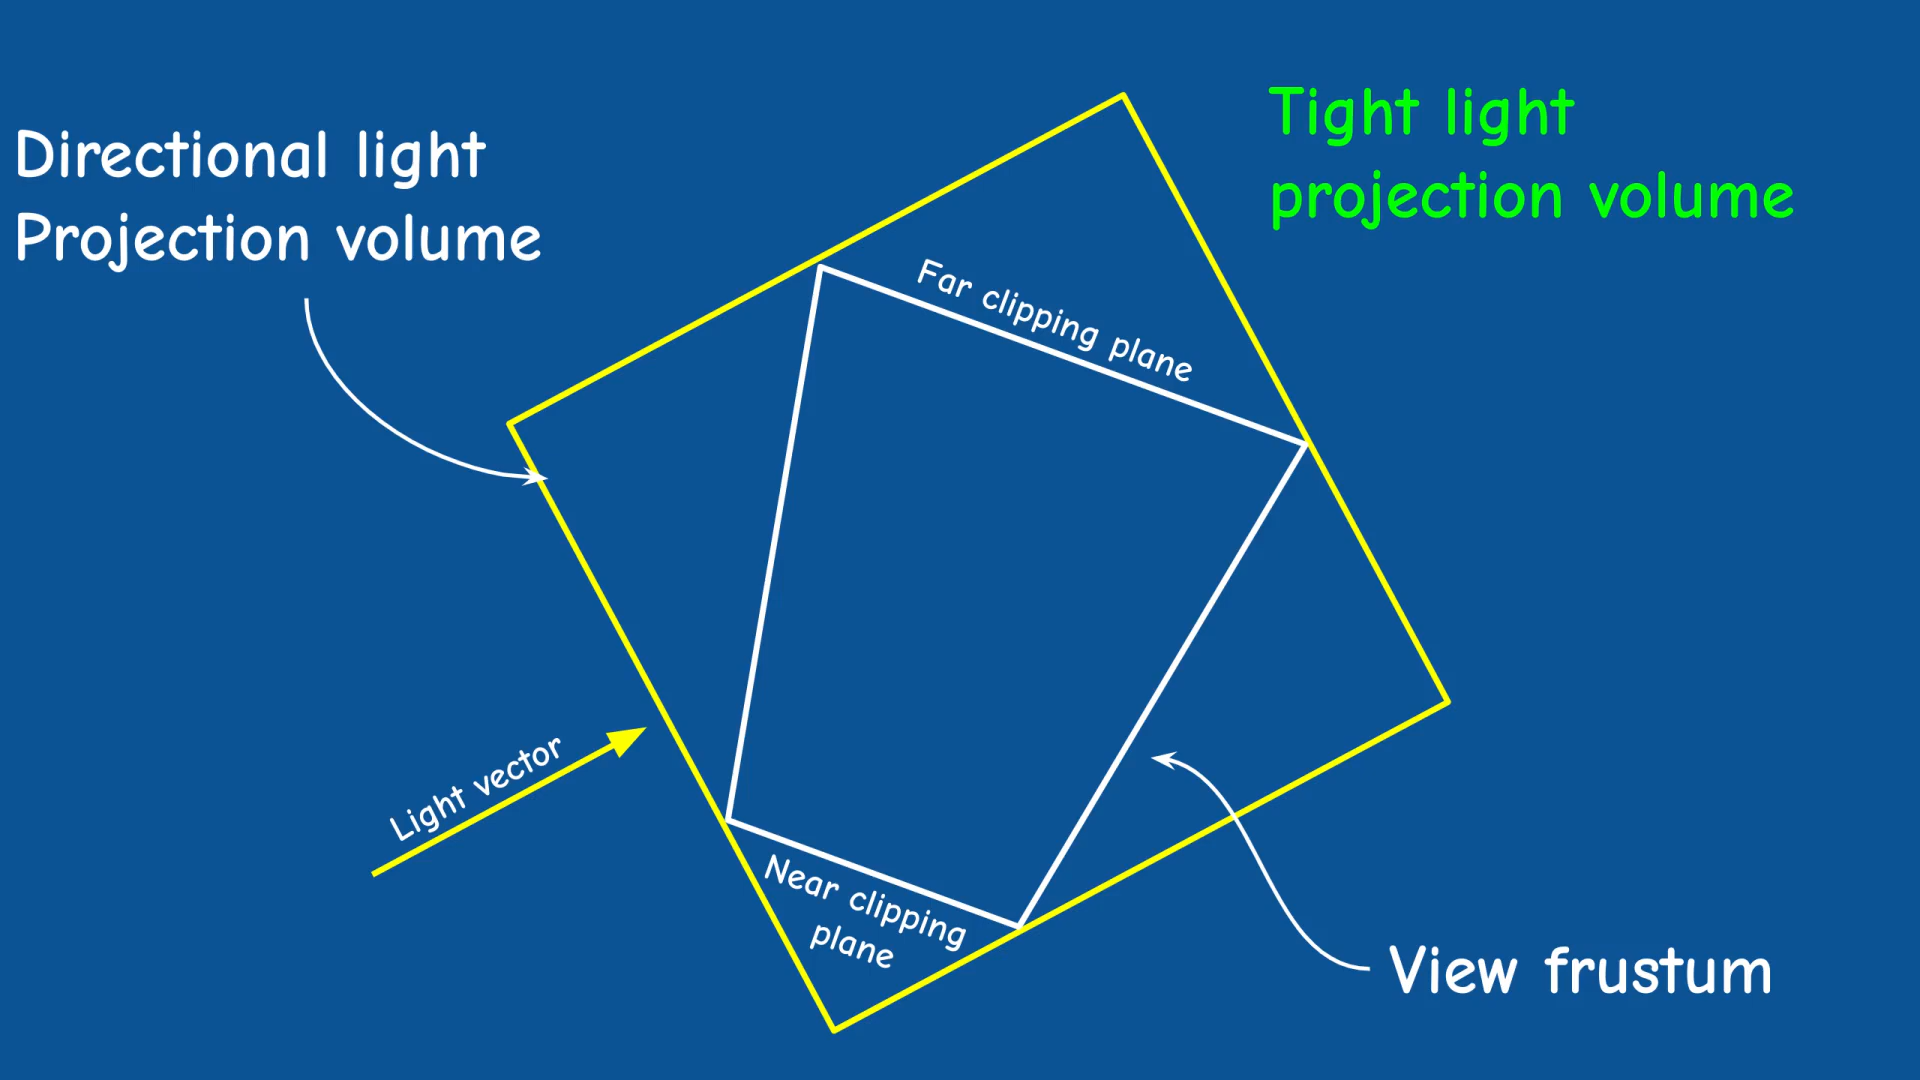 Directional light
Projection volume
Tight light
projection volume
Far clipping plane
Light vector
Near clipping
plane
View frustum